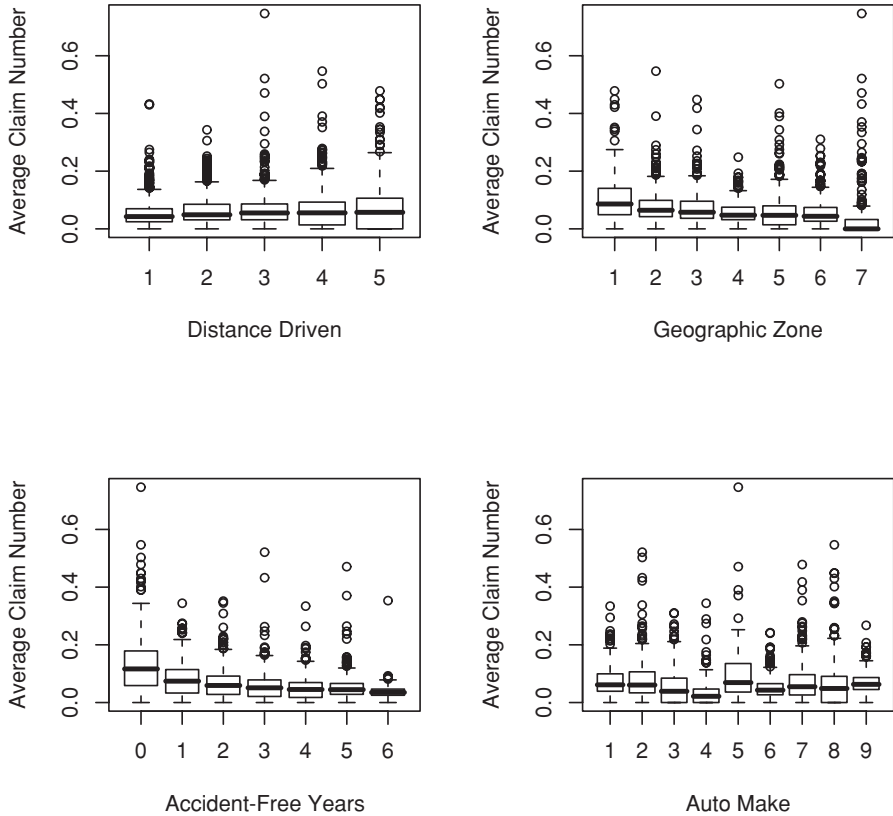 Average Claim Number
0.0 0.2 0.4 0.6
1 2 3 4 5
Distance Driven
Average Claim Number
0.0 0.2 0.4 0.6
1 2 3 4 5 6 7
Geographic Zone
Average Claim Number
0.0 0.2 0.4 0.6
0 1 2 3 4 5 6
Accident-Free Years
Average Claim Number
0.0 0.2 0.4 0.6
1 2 3 4 5 6 7 8 9
Auto Make